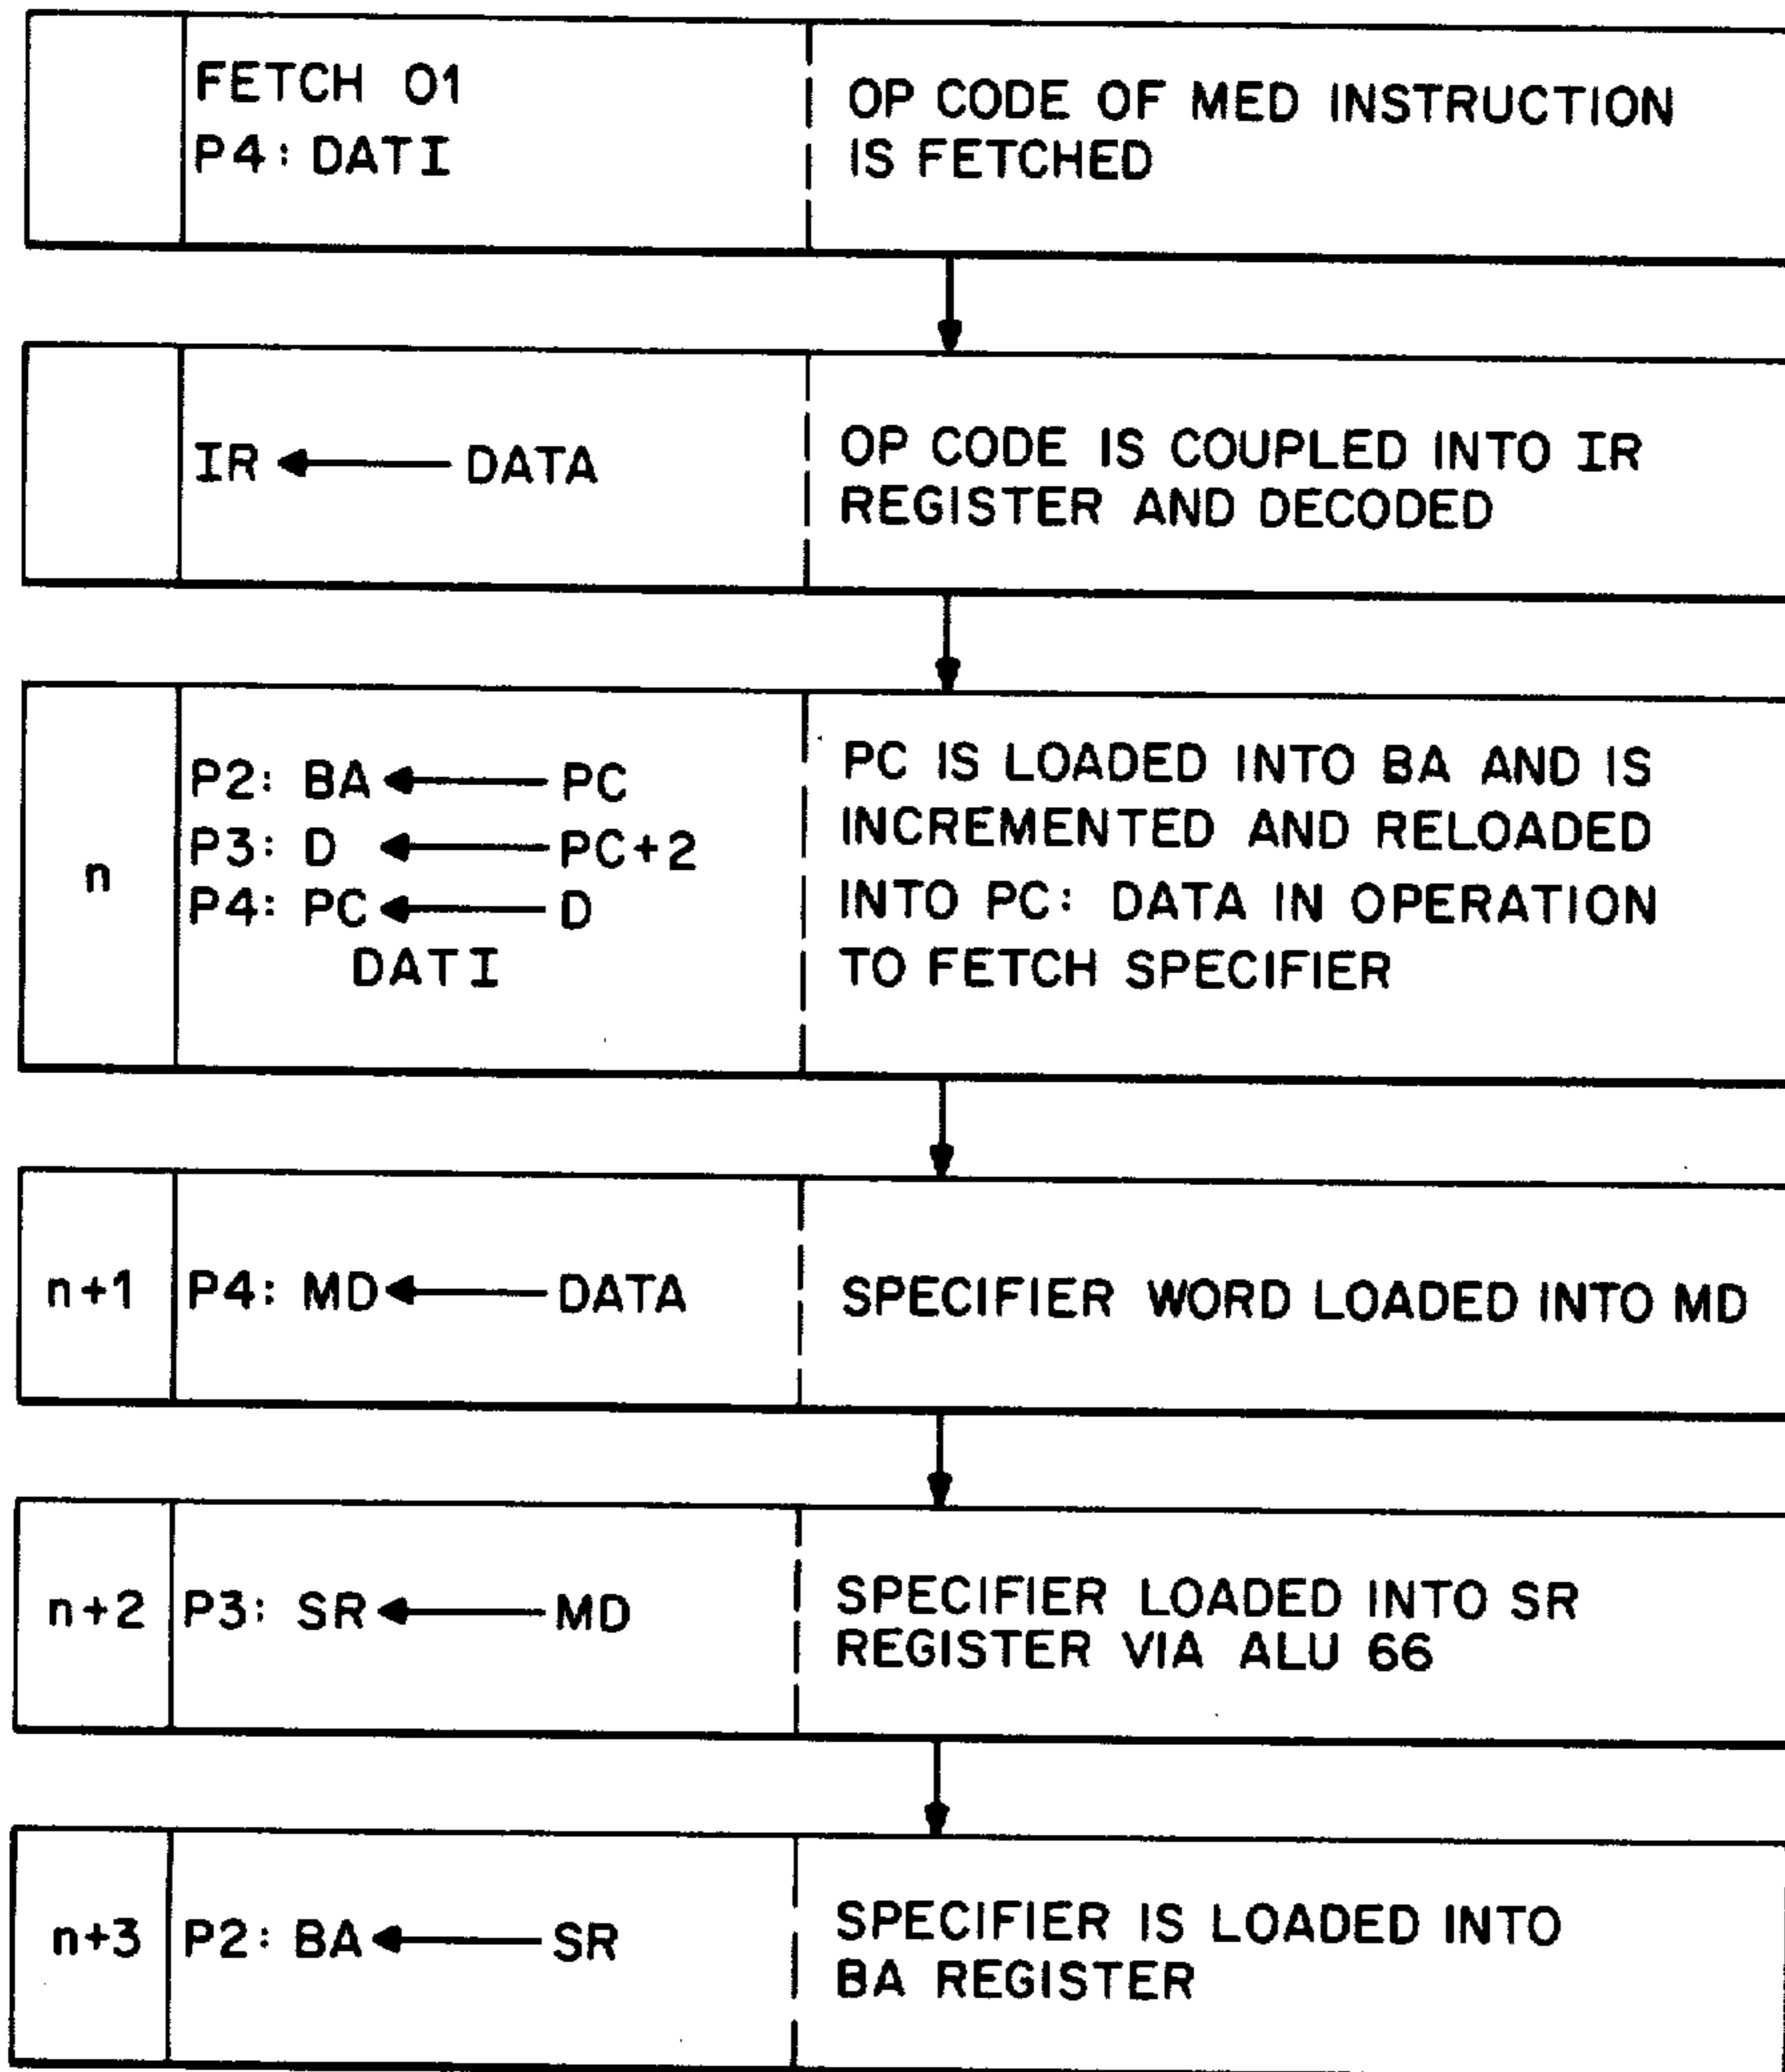 FETCH 01
P4: DATI
OP CODE OF MED INSTRUCTION
IS FETCHED
IR ← DATA
OP CODE IS COUPLED INTO IR
REGISTER AND DECODED
n
P2: BA ← PC
P3: D ← PC+2
P4: PC ← D
DATI
PC IS LOADED INTO BA AND IS
INCREMENTED AND RELOADED
INTO PC: DATA IN OPERATION
TO FETCH SPECIFIER
n+1
P4: MD ← DATA
SPECIFIER WORD LOADED INTO MD
n+2
P3: SR ← MD
SPECIFIER LOADED INTO SR
REGISTER VIA ALU 66
n+3
P2: BA ← SR
SPECIFIER IS LOADED INTO
BA REGISTER